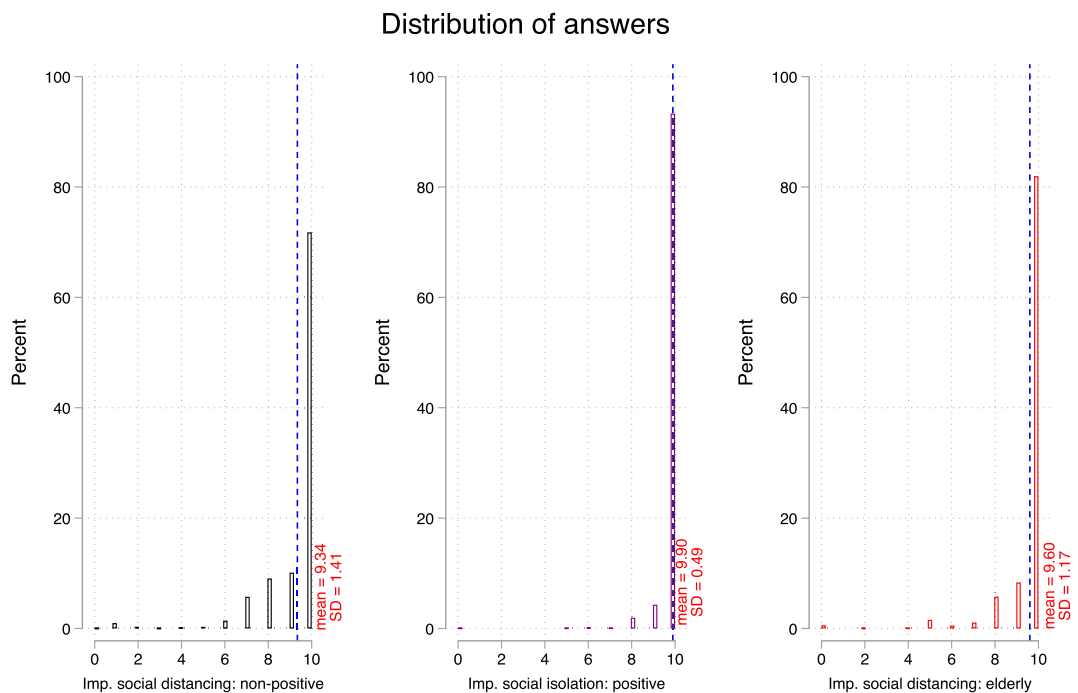 Distribution of answers
100
80
60
40
20
0
Percent
0 2 4 6 8 10
Imp. social distancing: non-positive
mean = 9.34
SD = 1.41
100
80
60
40
20
0
Percent
0 2 4 6 8 10
Imp. social isolation: positive
mean = 9.90
SD = 0.49
100
80
60
40
20
0
Percent
0 2 4 6 8 10
Imp. social distancing: elderly
mean = 9.60
SD = 1.17